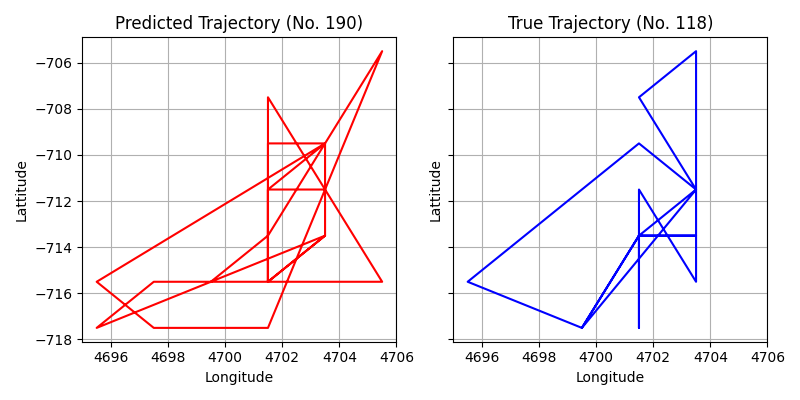 Predicted Trajectory (No. 190)
True Trajectory (No. 118)
−706
−708
−710
−712
−714
−716
−718
Lattitude
Lattitude
4696 4698 4700 4702 4704 4706
4696 4698 4700 4702 4704 4706
Longitude
Longitude